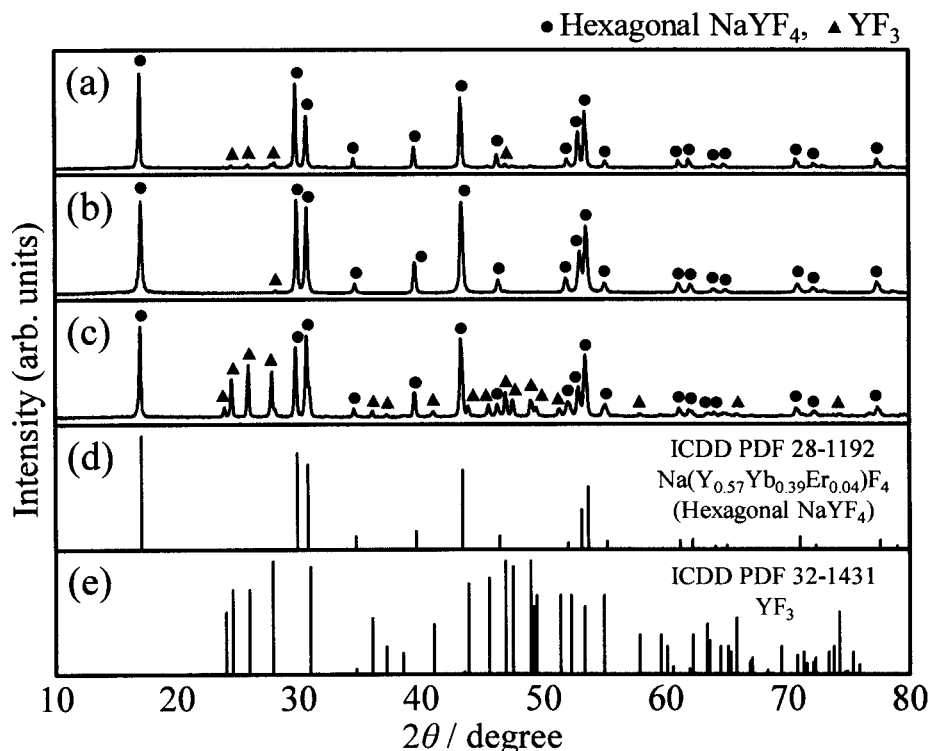 ● Hexagonal NaYF₄, ▲ YF₃
(a)
(b)
(c)
(d)
ICDD PDF 28-1192
Na(Y₀.₅₇Yb₀.₃₉Er₀.₀₄)F₄
(Hexagonal NaYF₄)
(e)
ICDD PDF 32-1431
YF₃
Intensity (arb. units)
10 20 30 40 50 60 70 80
2θ / degree